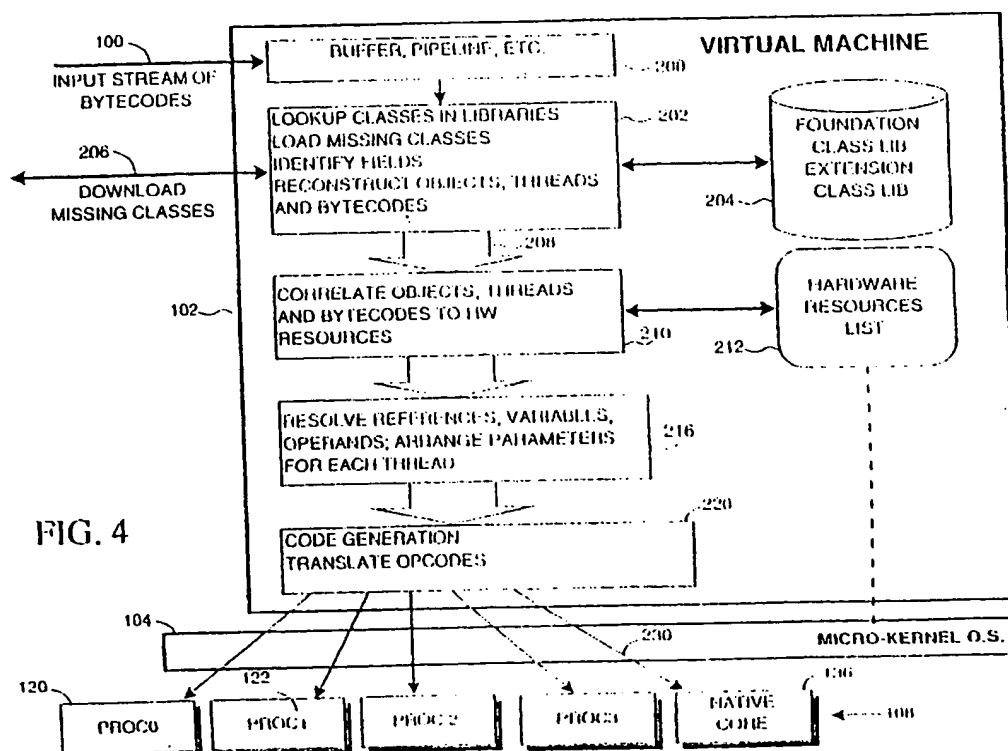 100
INPUT STREAM OF
BYTECODES
BUFFER, PIPELINE, ETC.
200
VIRTUAL MACHINE
LOOKUP CLASSES IN LIBRARIES
LOAD MISSING CLASSES
IDENTIFY FIELDS
RECONSTRUCT OBJECTS, THREADS
AND BYTECODES
202
206
DOWNLOAD
MISSING CLASSES
FOUNDATION
CLASS LIB
EXTENSION
CLASS LIB
204
208
102
CORRELATE OBJECTS, THREADS
AND BYTECODES TO HW
RESOURCES
210
HARDWARE
RESOURCES
LIST
212
RESOLVE REFERENCES, VARIABLES,
OPERANDS; ARRANGE PARAMETERS
FOR EACH THREAD
216
FIG. 4
220
CODE GENERATION
TRANSLATE OPCODES
104
230
MICRO-KERNEL O.S.
120
PROC0
122
PROC1
PROC 2
PROC3
NATIVE
CORE
136
108